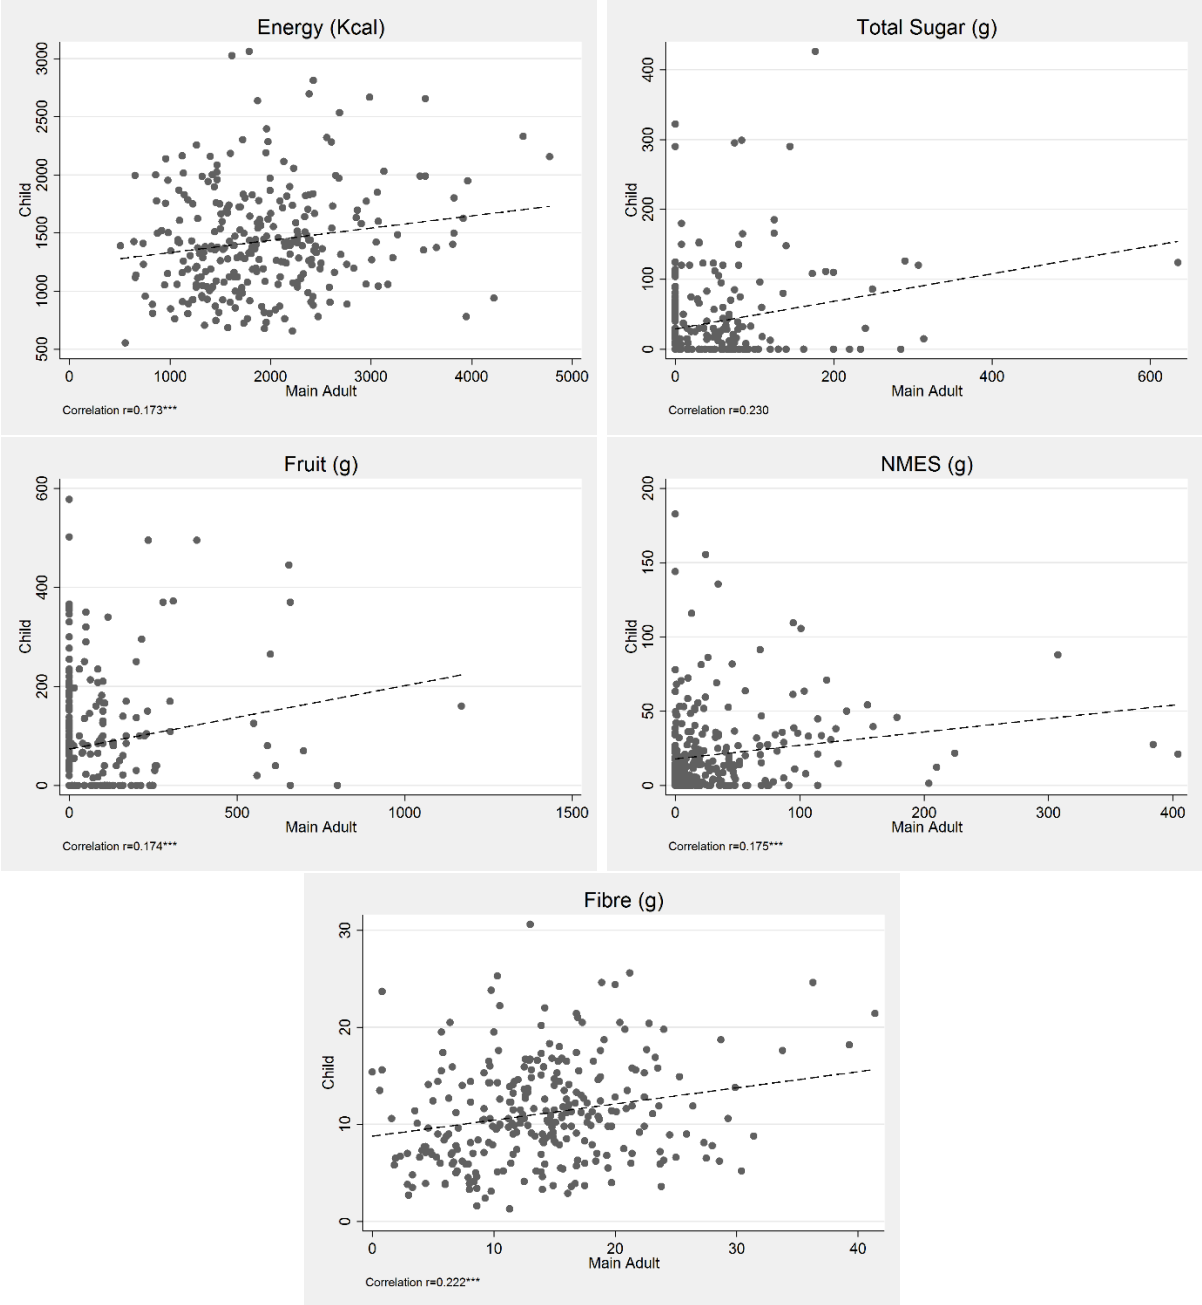 Energy (Kcal)
Child
3000
2500
2000
1500
1000
500
0 1000 2000 3000 4000 5000
Main Adult
Correlation r=0.173***
Total Sugar (g)
Child
400
300
200
100
0
0 200 400 600
Main Adult
Correlation r=0.230
Fruit (g)
Child
600
400
200
0
0 500 1000 1500
Main Adult
Correlation r=0.174***
NMES (g)
Child
200
150
100
50
0
0 100 200 300 400
Main Adult
Correlation r=0.175***
Fibre (g)
Child
30
20
10
0
0 10 20 30 40
Main Adult
Correlation r=0.222***